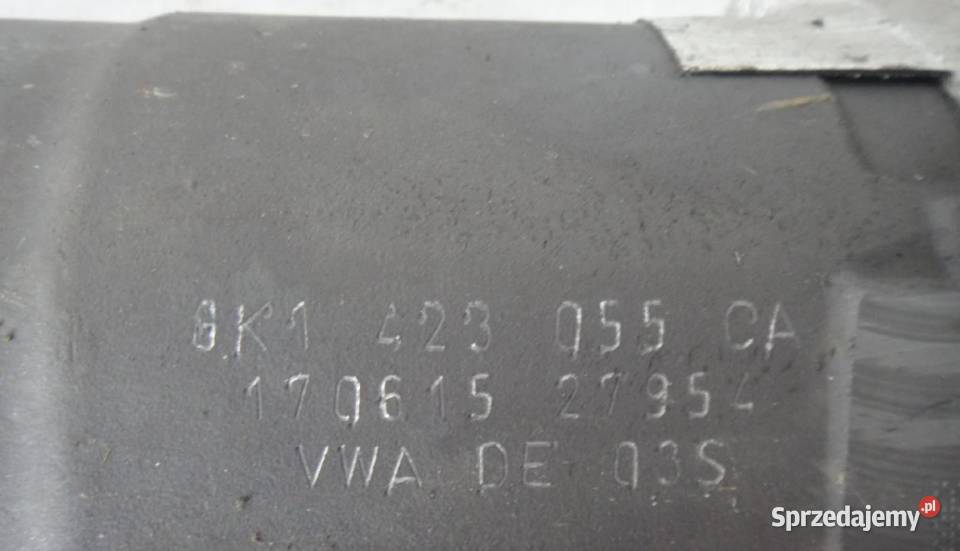 8K1 423 055 CA
170615 27954
VWA DE 03S
Sprzedajemy.pl